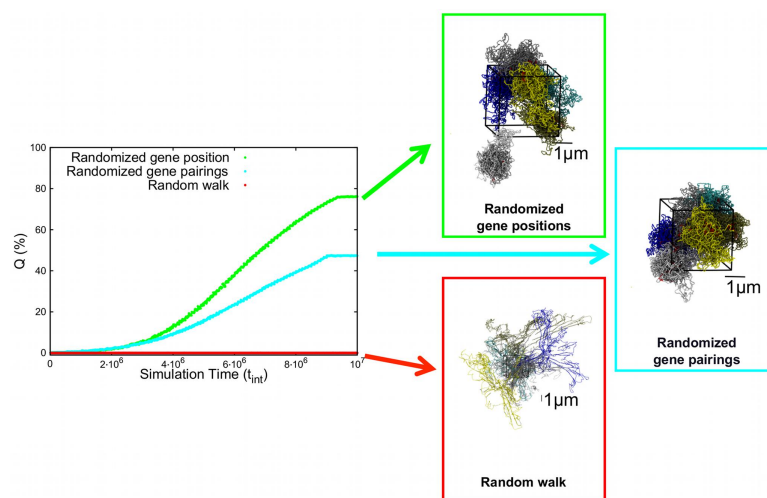 100
80
60
40
20
0
Q (%)
Randomized gene position
Randomized gene pairings
Random walk
0
2·10⁶
4·10⁶
6·10⁶
8·10⁶
10⁷
Simulation Time (t_int)
1μm
Randomized
gene positions
1μm
Randomized
gene pairings
1μm
Random walk